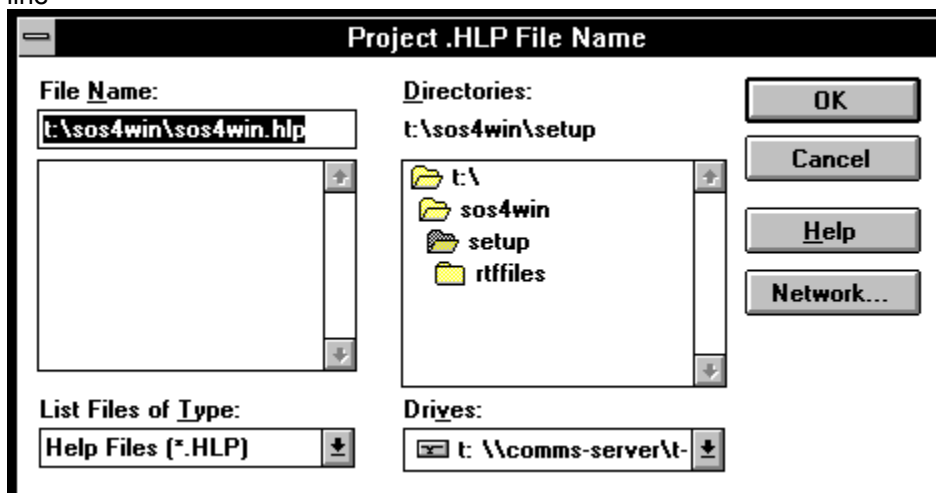 Project .HLP File Name
File Name:
t:\sos4win\sos4win.hlp
List Files of Type:
Help Files (*.HLP)
Directories:
t:\sos4win\setup
t:\
sos4win
setup
rtffiles
Drives:
t: \\comms-server\t-
OK
Cancel
Help
Network...